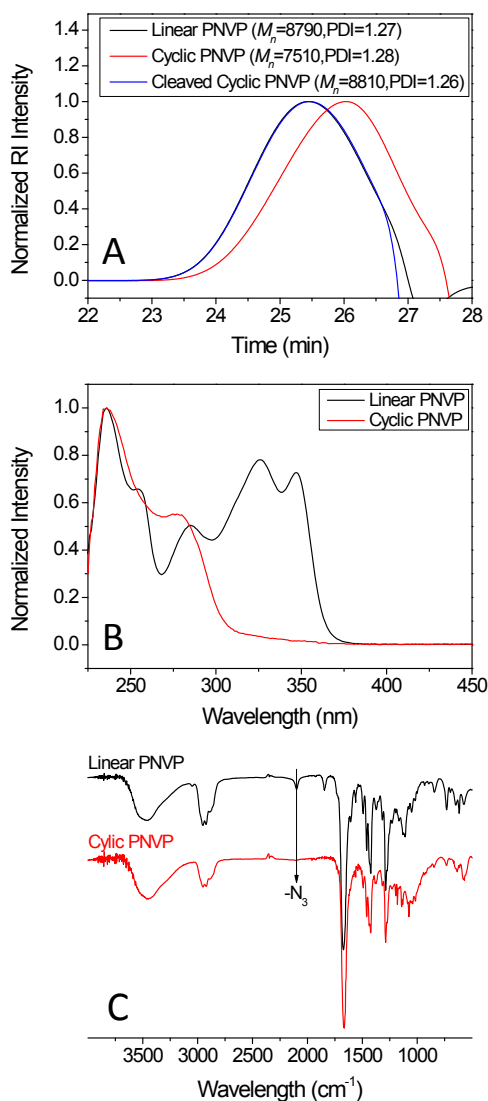 Linear PNVP (Mn=8790,PDI=1.27)
Cyclic PNVP (Mn=7510,PDI=1.28)
Cleaved Cyclic PNVP (Mn=8810,PDI=1.26)
1.4
1.2
1.0
0.8
0.6
0.4
0.2
0.0
Normalized RI Intensity
A
22 23 24 25 26 27 28
Time (min)
Linear PNVP
Cyclic PNVP
1.0
0.8
0.6
0.4
0.2
0.0
Normalized Intensity
B
250 300 350 400 450
Wavelength (nm)
Linear PNVP
Cylic PNVP
-N3
C
3500 3000 2500 2000 1500 1000
Wavelength (cm-1)